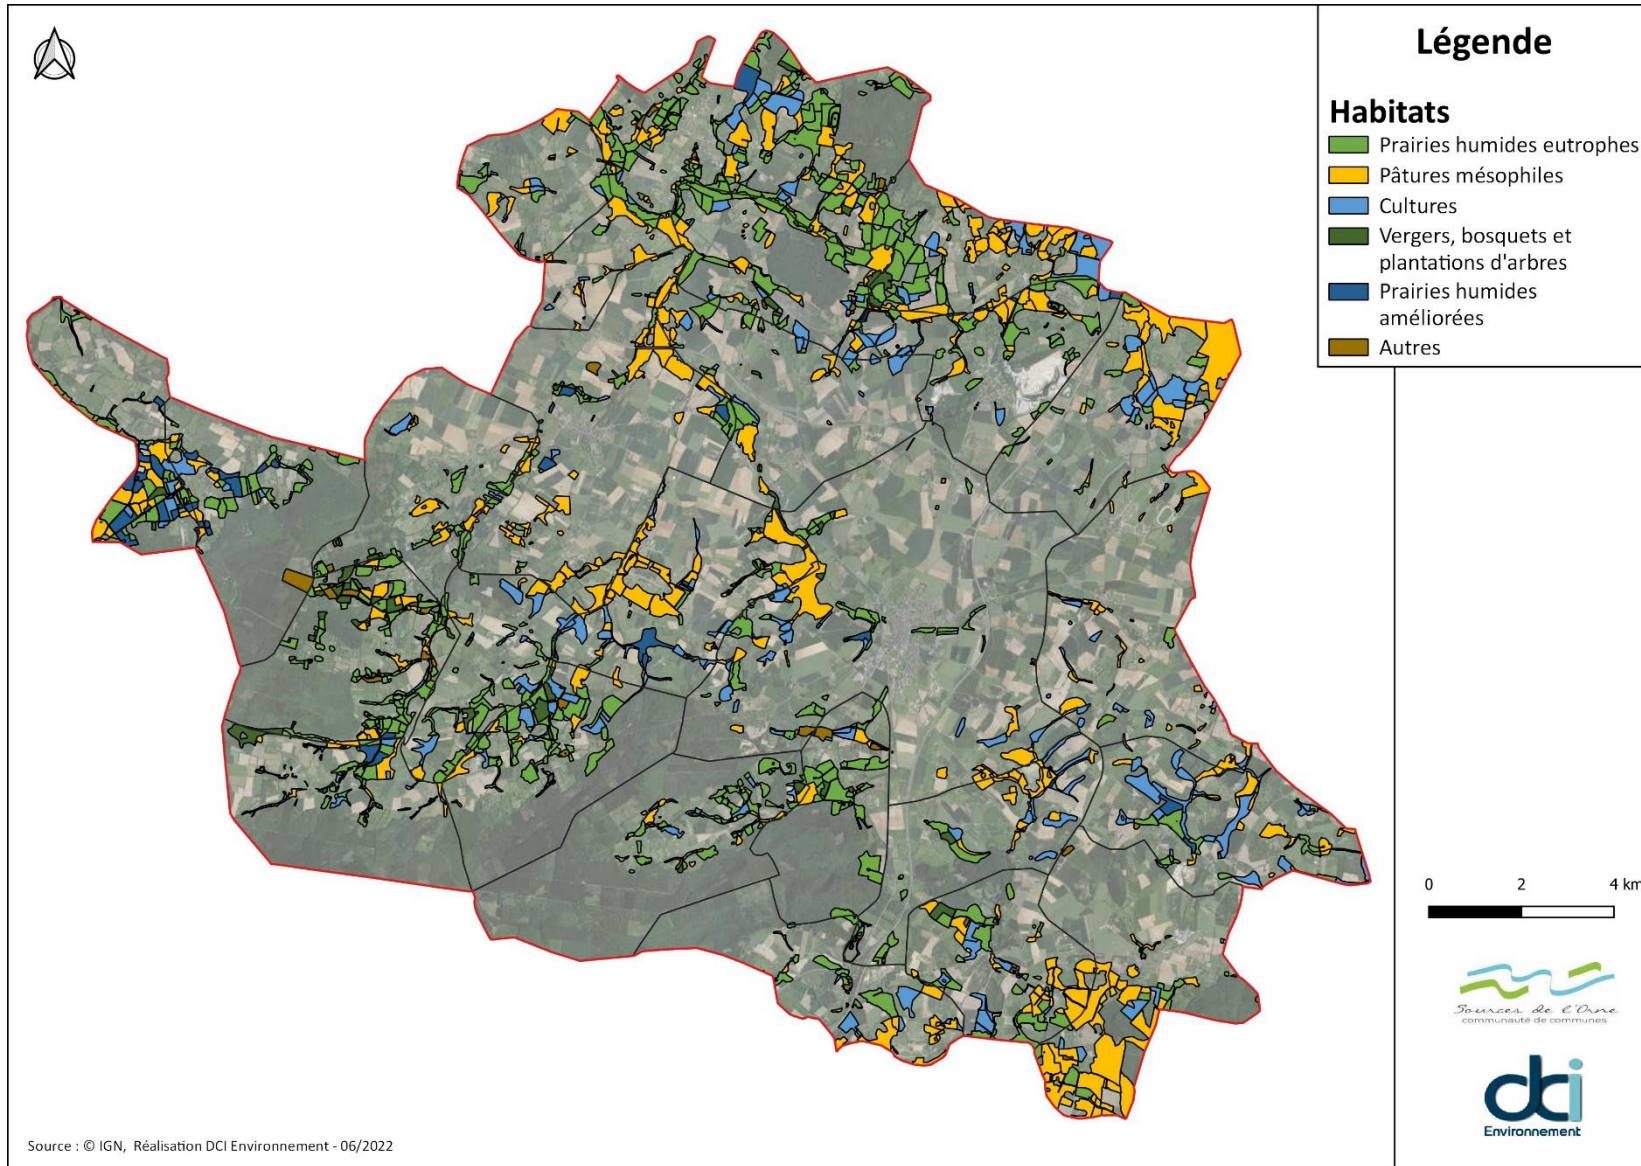 Légende
Habitats
Prairies humides eutrophes
Pâtures mésophiles
Cultures
Vergers, bosquets et
plantations d'arbres
Prairies humides
améliorées
Autres
0 2 4 km
Sources de l'Orne
communauté de communes
dci
Environnement
Source : © IGN, Réalisation DCI Environnement - 06/2022